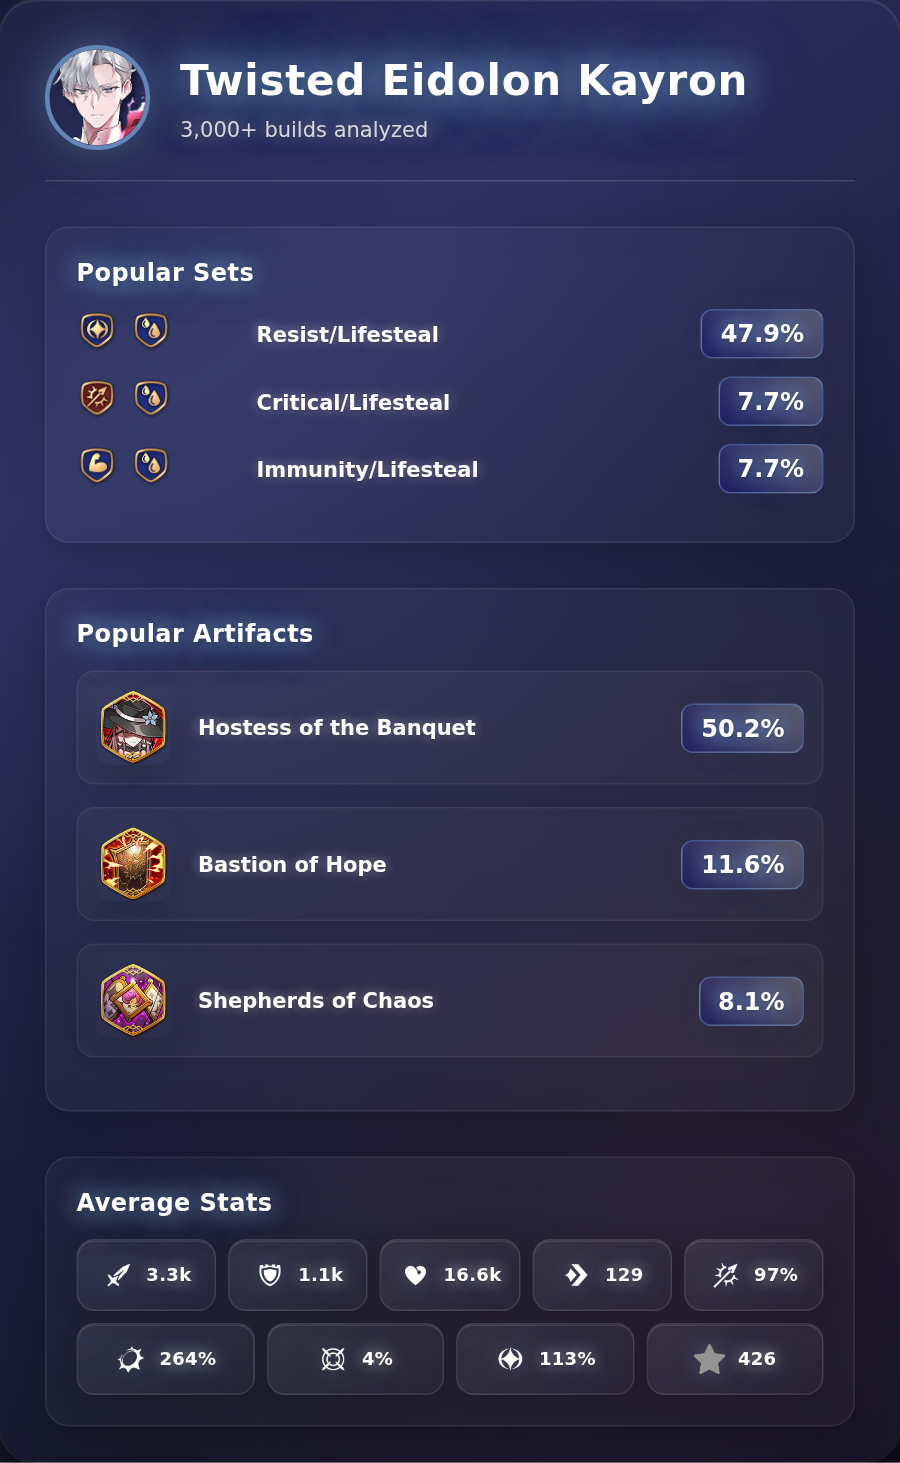 Twisted Eidolon Kayron
3,000+ builds analyzed
Popular Sets
Resist/Lifesteal 47.9%
Critical/Lifesteal 7.7%
Immunity/Lifesteal 7.7%
Popular Artifacts
Hostess of the Banquet 50.2%
Bastion of Hope 11.6%
Shepherds of Chaos 8.1%
Average Stats
3.3k 1.1k 16.6k 129 97%
264% 4% 113% 426